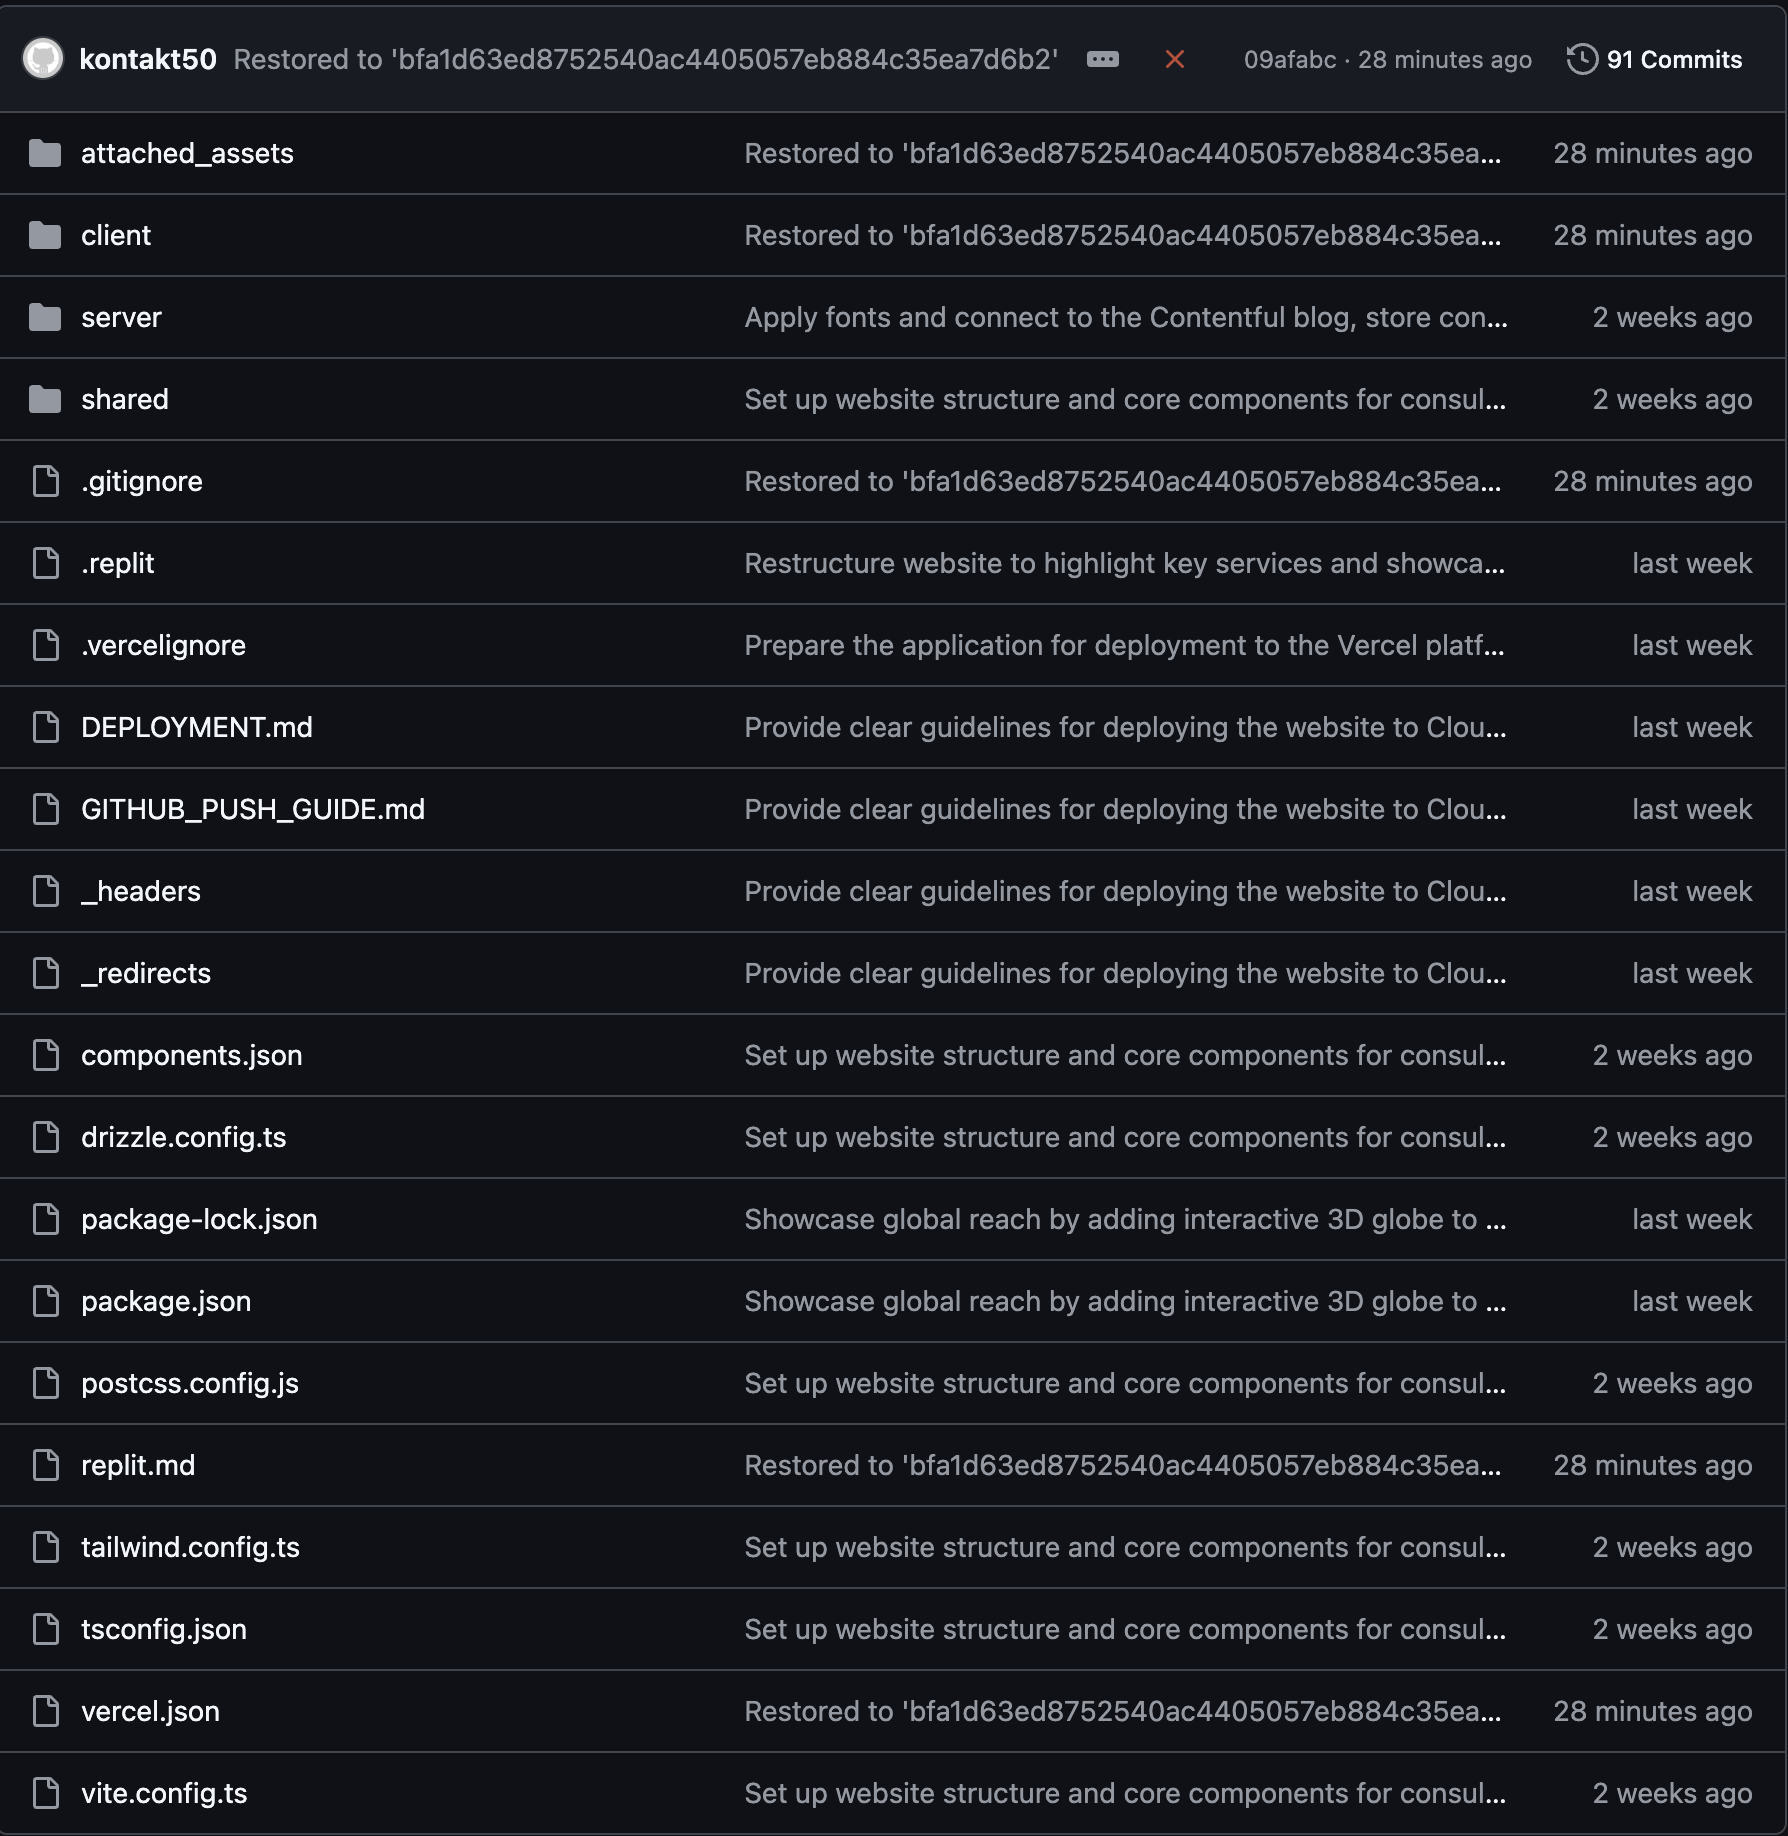 kontakt50 Restored to 'bfa1d63ed8752540ac4405057eb884c35ea7d6b2' 09afabc · 28 minutes ago 91 Commits
attached_assets Restored to 'bfa1d63ed8752540ac4405057eb884c35ea... 28 minutes ago
client Restored to 'bfa1d63ed8752540ac4405057eb884c35ea... 28 minutes ago
server Apply fonts and connect to the Contentful blog, store con... 2 weeks ago
shared Set up website structure and core components for consul... 2 weeks ago
.gitignore Restored to 'bfa1d63ed8752540ac4405057eb884c35ea... 28 minutes ago
.replit Restructure website to highlight key services and showca... last week
.vercelignore Prepare the application for deployment to the Vercel platf... last week
DEPLOYMENT.md Provide clear guidelines for deploying the website to Clou... last week
GITHUB_PUSH_GUIDE.md Provide clear guidelines for deploying the website to Clou... last week
_headers Provide clear guidelines for deploying the website to Clou... last week
_redirects Provide clear guidelines for deploying the website to Clou... last week
components.json Set up website structure and core components for consul... 2 weeks ago
drizzle.config.ts Set up website structure and core components for consul... 2 weeks ago
package-lock.json Showcase global reach by adding interactive 3D globe to ... last week
package.json Showcase global reach by adding interactive 3D globe to ... last week
postcss.config.js Set up website structure and core components for consul... 2 weeks ago
replit.md Restored to 'bfa1d63ed8752540ac4405057eb884c35ea... 28 minutes ago
tailwind.config.ts Set up website structure and core components for consul... 2 weeks ago
tsconfig.json Set up website structure and core components for consul... 2 weeks ago
vercel.json Restored to 'bfa1d63ed8752540ac4405057eb884c35ea... 28 minutes ago
vite.config.ts Set up website structure and core components for consul... 2 weeks ago